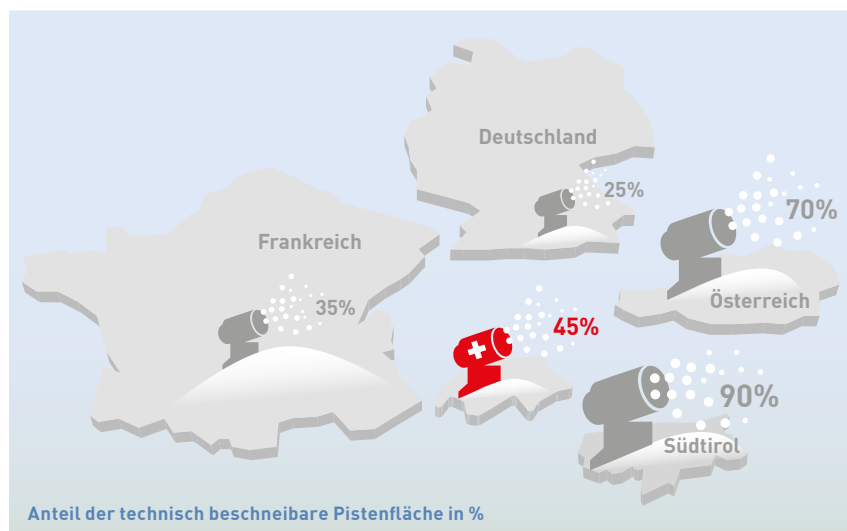 Deutschland
25%
70%
Frankreich
35%
Österreich
45%
90%
Südtirol
Anteil der technisch beschneibare Pistenfläche in %